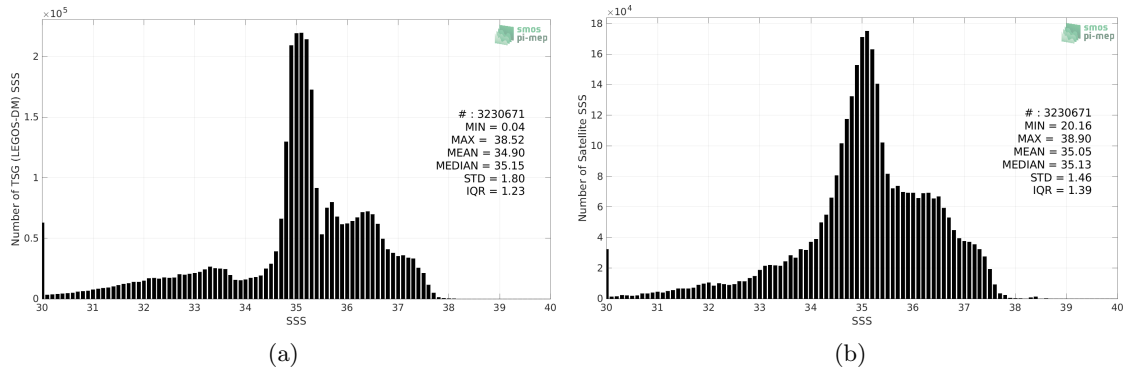 ×10⁵
smos
pi-mep
# : 3230671
MIN = 0.04
MAX = 38.52
MEAN = 34.90
MEDIAN = 35.15
STD = 1.80
IQR = 1.23
Number of TSG (LEGOS-DM) SSS
2
1.5
1
0.5
0
30 31 32 33 34 35 36 37 38 39 40
SSS
(a)
×10⁴
smos
pi-mep
# : 3230671
MIN = 20.16
MAX = 38.90
MEAN = 35.05
MEDIAN = 35.13
STD = 1.46
IQR = 1.39
Number of Satellite SSS
18
16
14
12
10
8
6
4
2
0
30 31 32 33 34 35 36 37 38 39 40
SSS
(b)